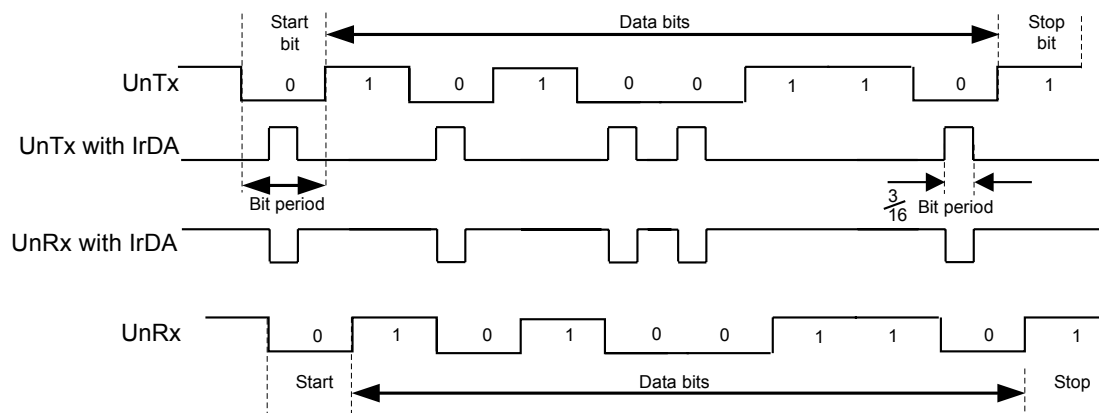 Start
bit
Data bits
Stop
bit
UnTx
0 1 0 1 0 0 1 1 0 1
UnTx with IrDA
Bit period
3/16 Bit period
UnRx with IrDA
UnRx
0 1 0 1 0 0 1 1 0 1
Start
Data bits
Stop